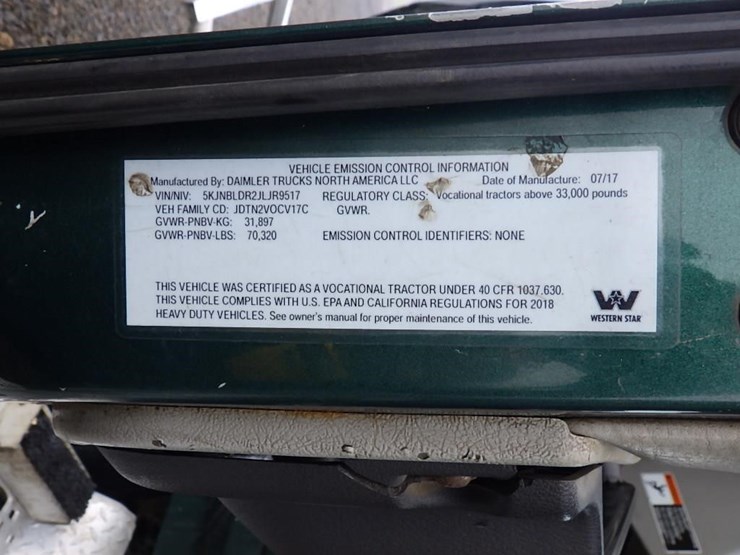 VEHICLE EMISSION CONTROL INFORMATION
Manufactured By: DAIMLER TRUCKS NORTH AMERICA LLC Date of Manufacture: 07/17
VIN/NIV: 5KJNBLDR2JLJR9517 REGULATORY CLASS: Vocational tractors above 33,000 pounds
VEH FAMILY CD: JDTN2VOCV17C GVWR.
GVWR-PNBV-KG: 31,897
GVWR-PNBV-LBS: 70,320 EMISSION CONTROL IDENTIFIERS: NONE
THIS VEHICLE WAS CERTIFIED AS A VOCATIONAL TRACTOR UNDER 40 CFR 1037.630.
THIS VEHICLE COMPLIES WITH U.S. EPA AND CALIFORNIA REGULATIONS FOR 2018
HEAVY DUTY VEHICLES. See owner's manual for proper maintenance of this vehicle.
WESTERN STAR